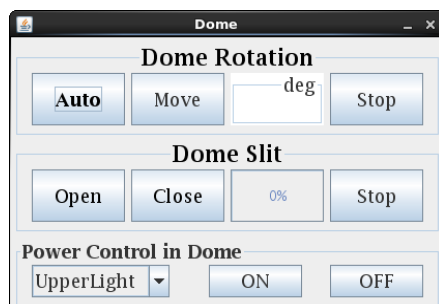 Dome
Dome Rotation
deg
Auto Move Stop
Dome Slit
Open Close 0% Stop
Power Control in Dome
UpperLight ON OFF